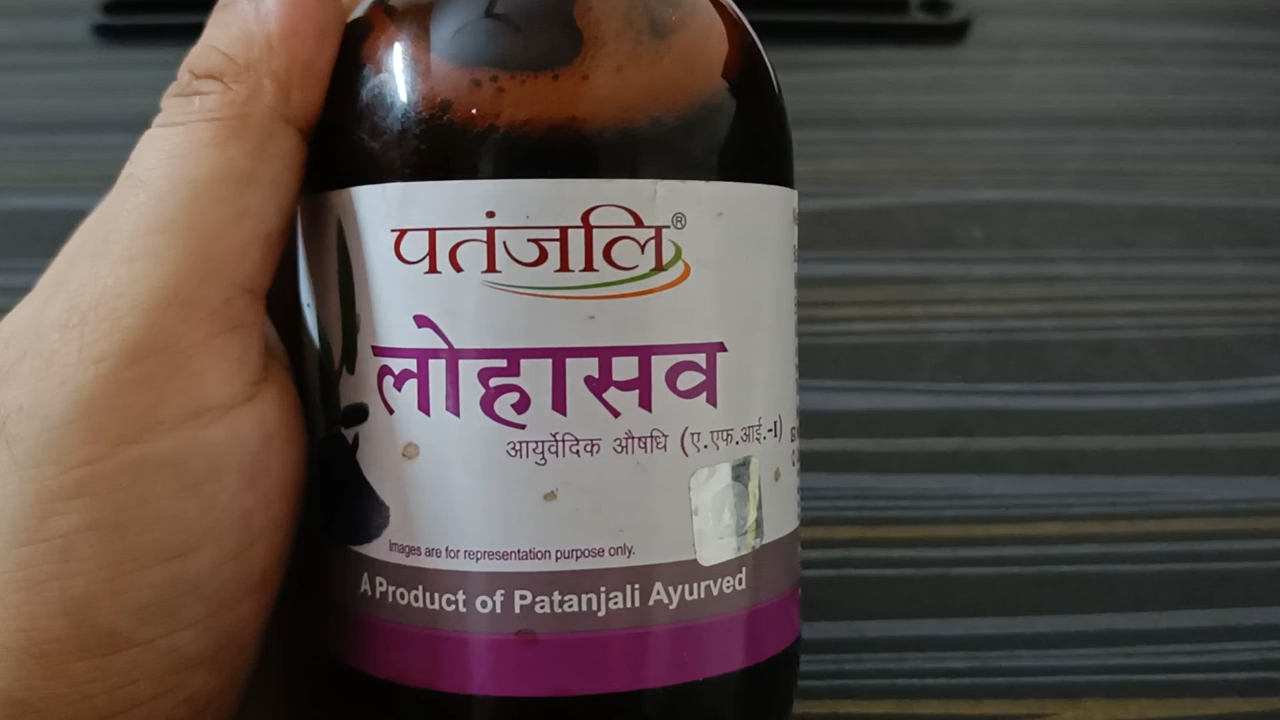 पतंजलि®
लोहासव
आयुर्वेदिक औषधि (ए.एफ.आई.-I)
Images are for representation purpose only.
A Product of Patanjali Ayurved